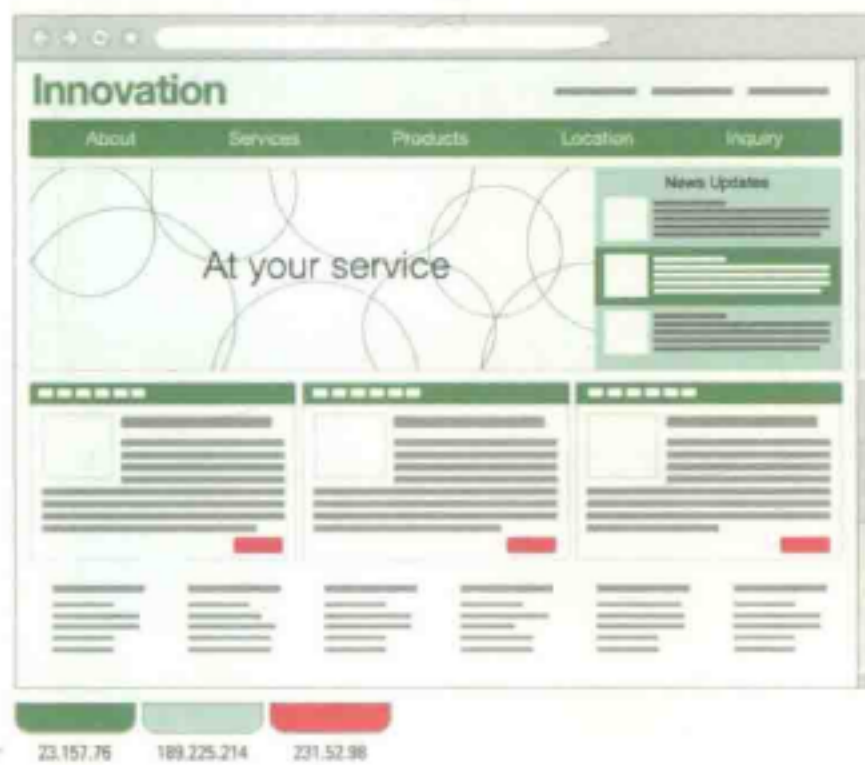 Innovation
About Services Products Location Inquiry
News Updates
At your service
23.157.76 189.225.214 231.52.98